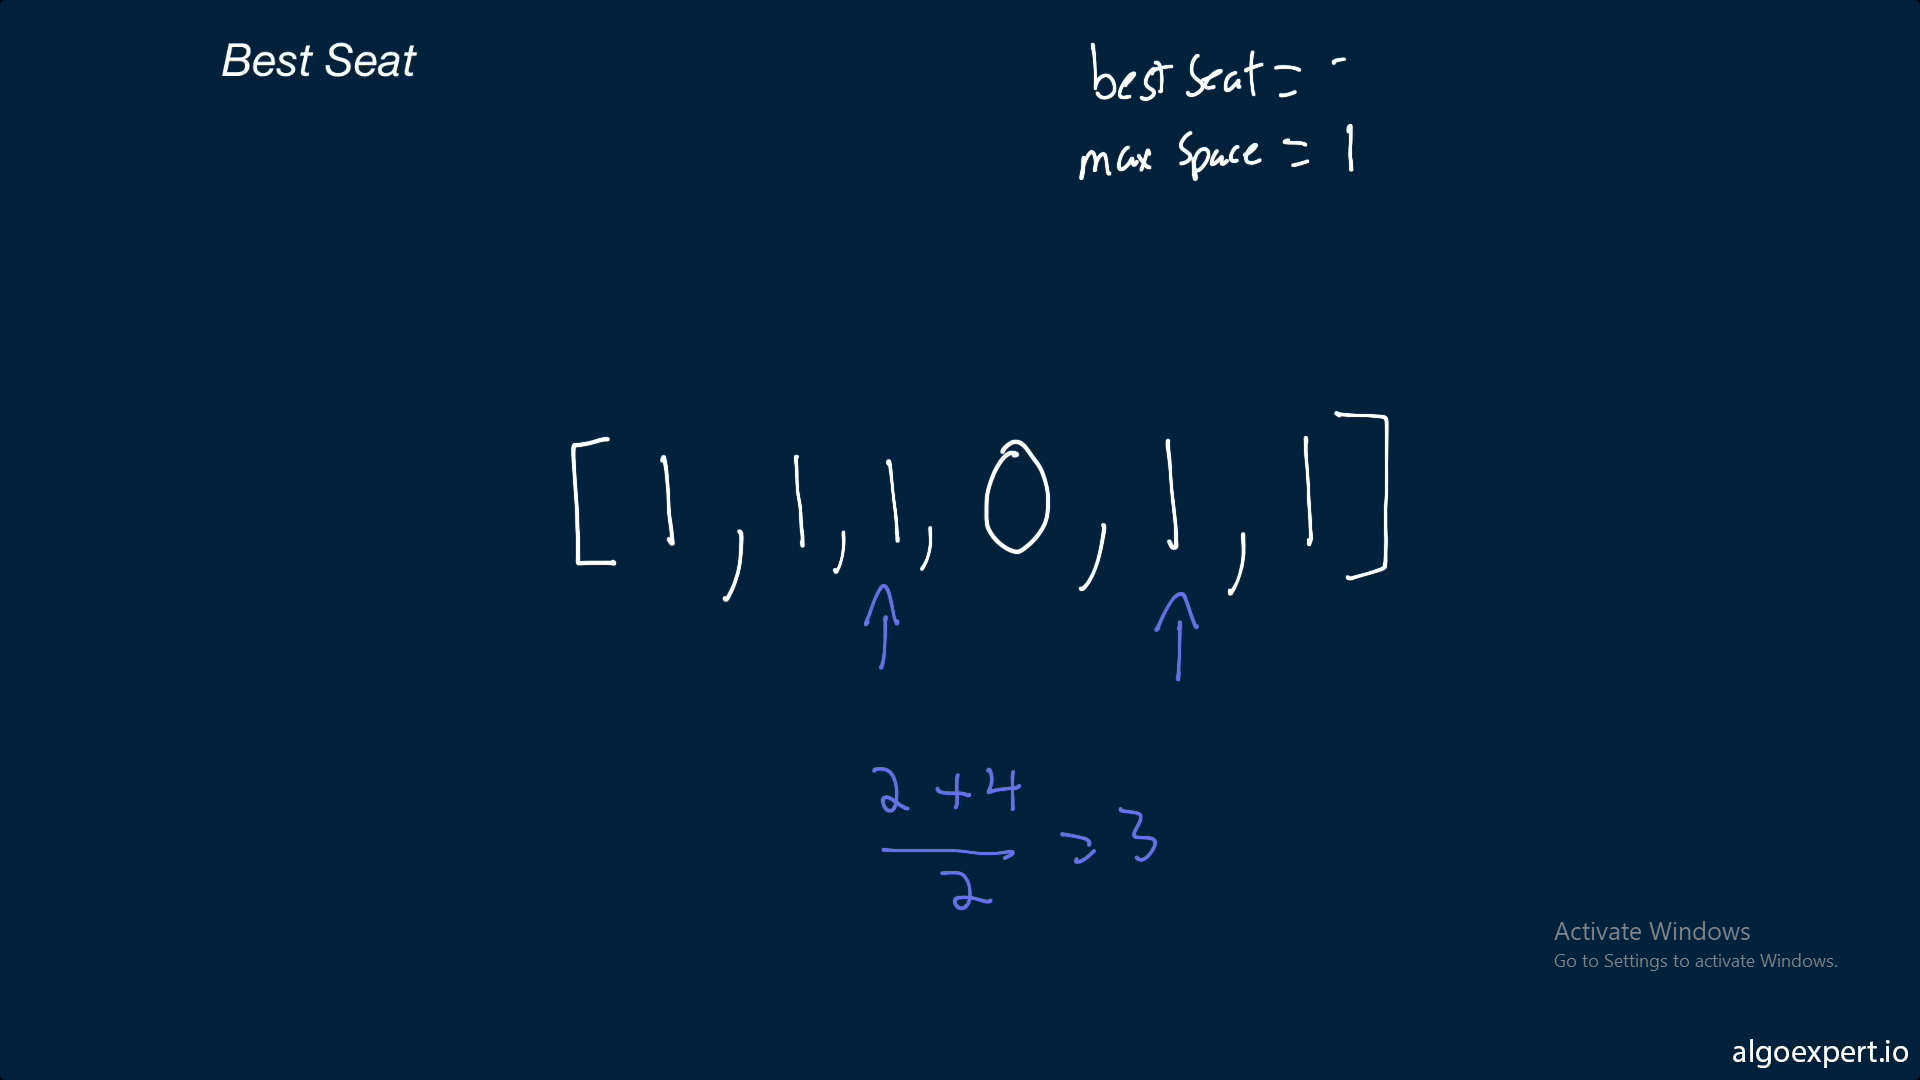 Best Seat
best seat = -
max space = 1
[1, 1, 1, 0, 1, 1]
2 + 4
2
= 3
Activate Windows
Go to Settings to activate Windows.
algoexpert.io